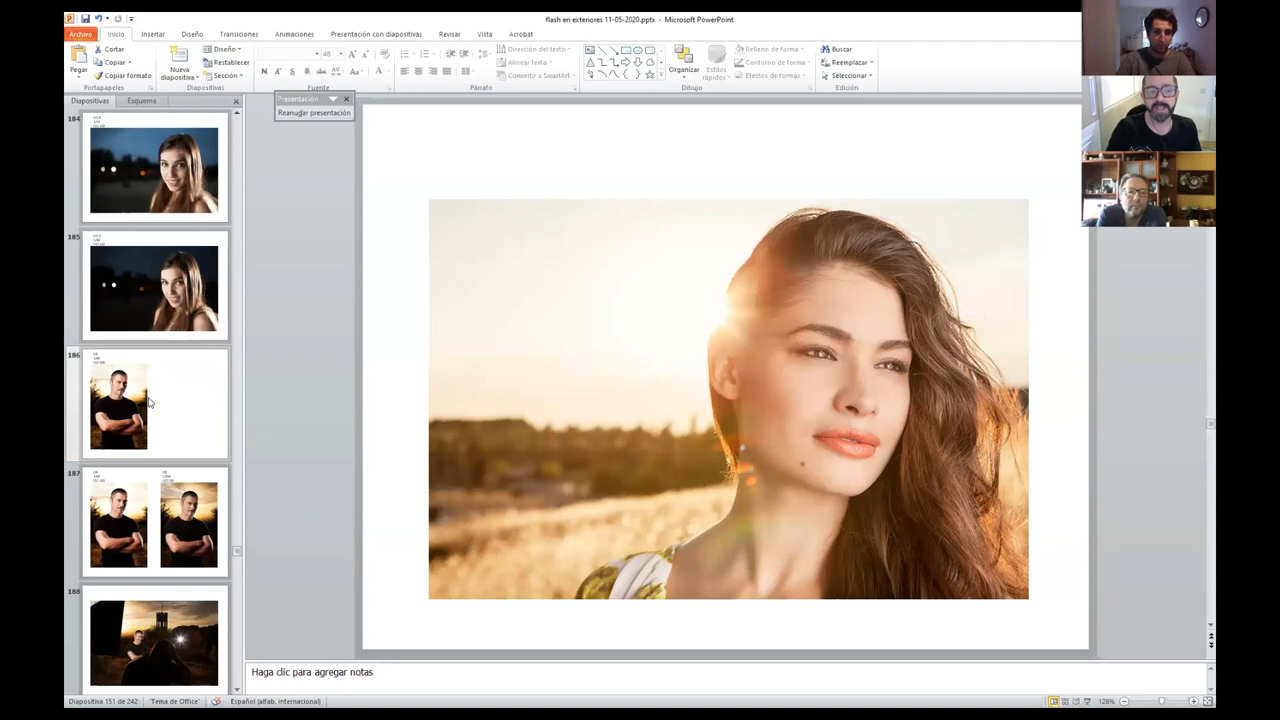 flash en exteriores 11-05-2020.pptx - Microsoft PowerPoint
Archivo Inicio Insertar Diseño Transiciones Animaciones Presentación con diapositivas Revisar Vista Acrobat
Pegar
Cortar
Copiar
Copiar formato
Portapapeles
Nueva diapositiva
Diseño
Restablecer
Sección
Diapositivas
48
N
Fuente
Dirección del texto
Alinear texto
Convertir a SmartArt
Párrafo
Organizar
Estilos rápidos
Relleno de forma
Contorno de forma
Efectos de formas
Dibujo
Buscar
Reemplazar
Seleccionar
Edición
Diapositivas Esquema
Presentación
Reanudar presentación
184
185
186
187
188
Haga clic para agregar notas
Diapositiva 151 de 242 "Tema de Office" Español (alfab. internacional) 126%